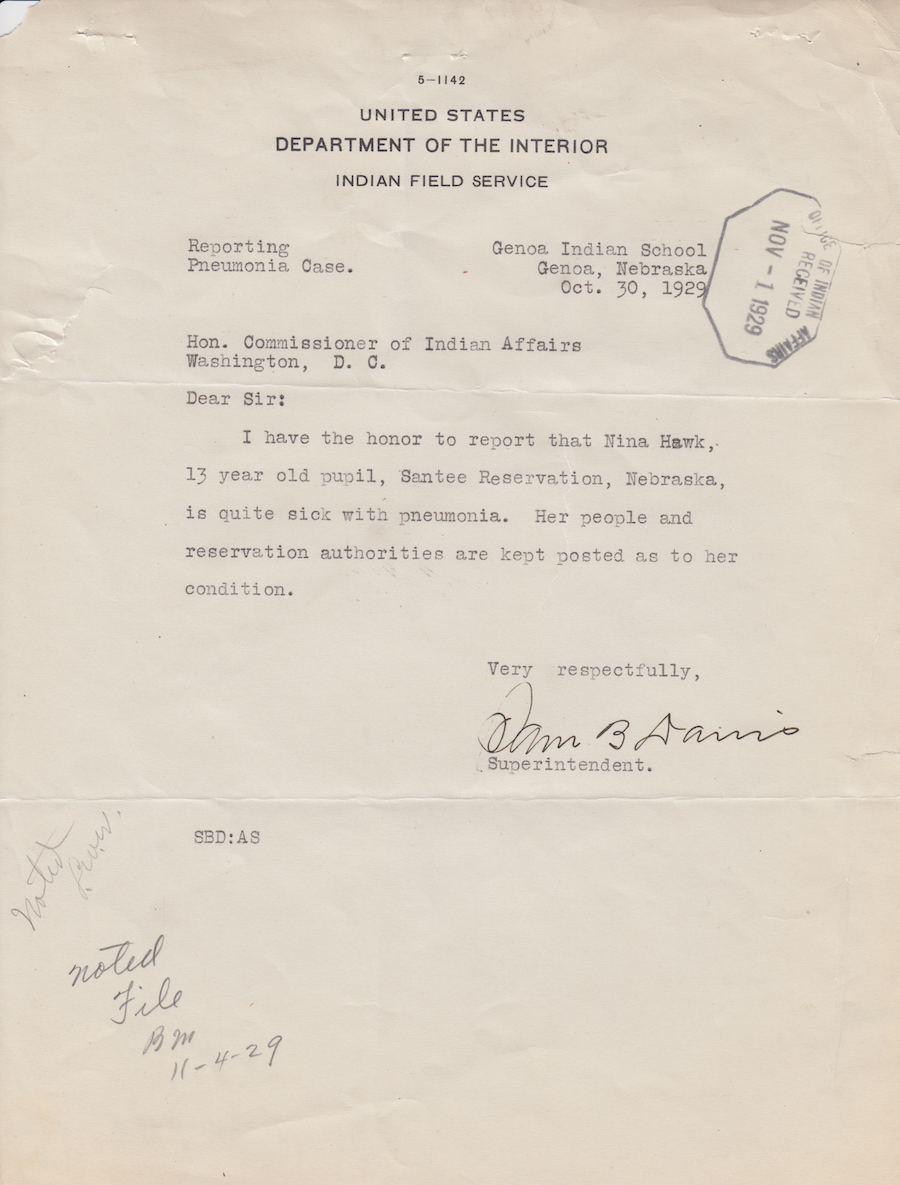 5-1142
UNITED STATES
DEPARTMENT OF THE INTERIOR
INDIAN FIELD SERVICE
Reporting
Pneumonia Case.
Genoa Indian School
Genoa, Nebraska
Oct. 30, 1929
OFFICE OF INDIAN AFFAIRS
RECEIVED
NOV - 1 1929
Hon. Commissioner of Indian Affairs
Washington, D. C.
Dear Sir:
I have the honor to report that Nina Hawk,
13 year old pupil, Santee Reservation, Nebraska,
is quite sick with pneumonia. Her people and
reservation authorities are kept posted as to her
condition.
Very respectfully,
Sam B Davis
Superintendent.
SBD:AS
Noted
noted
File
BM
11-4-29